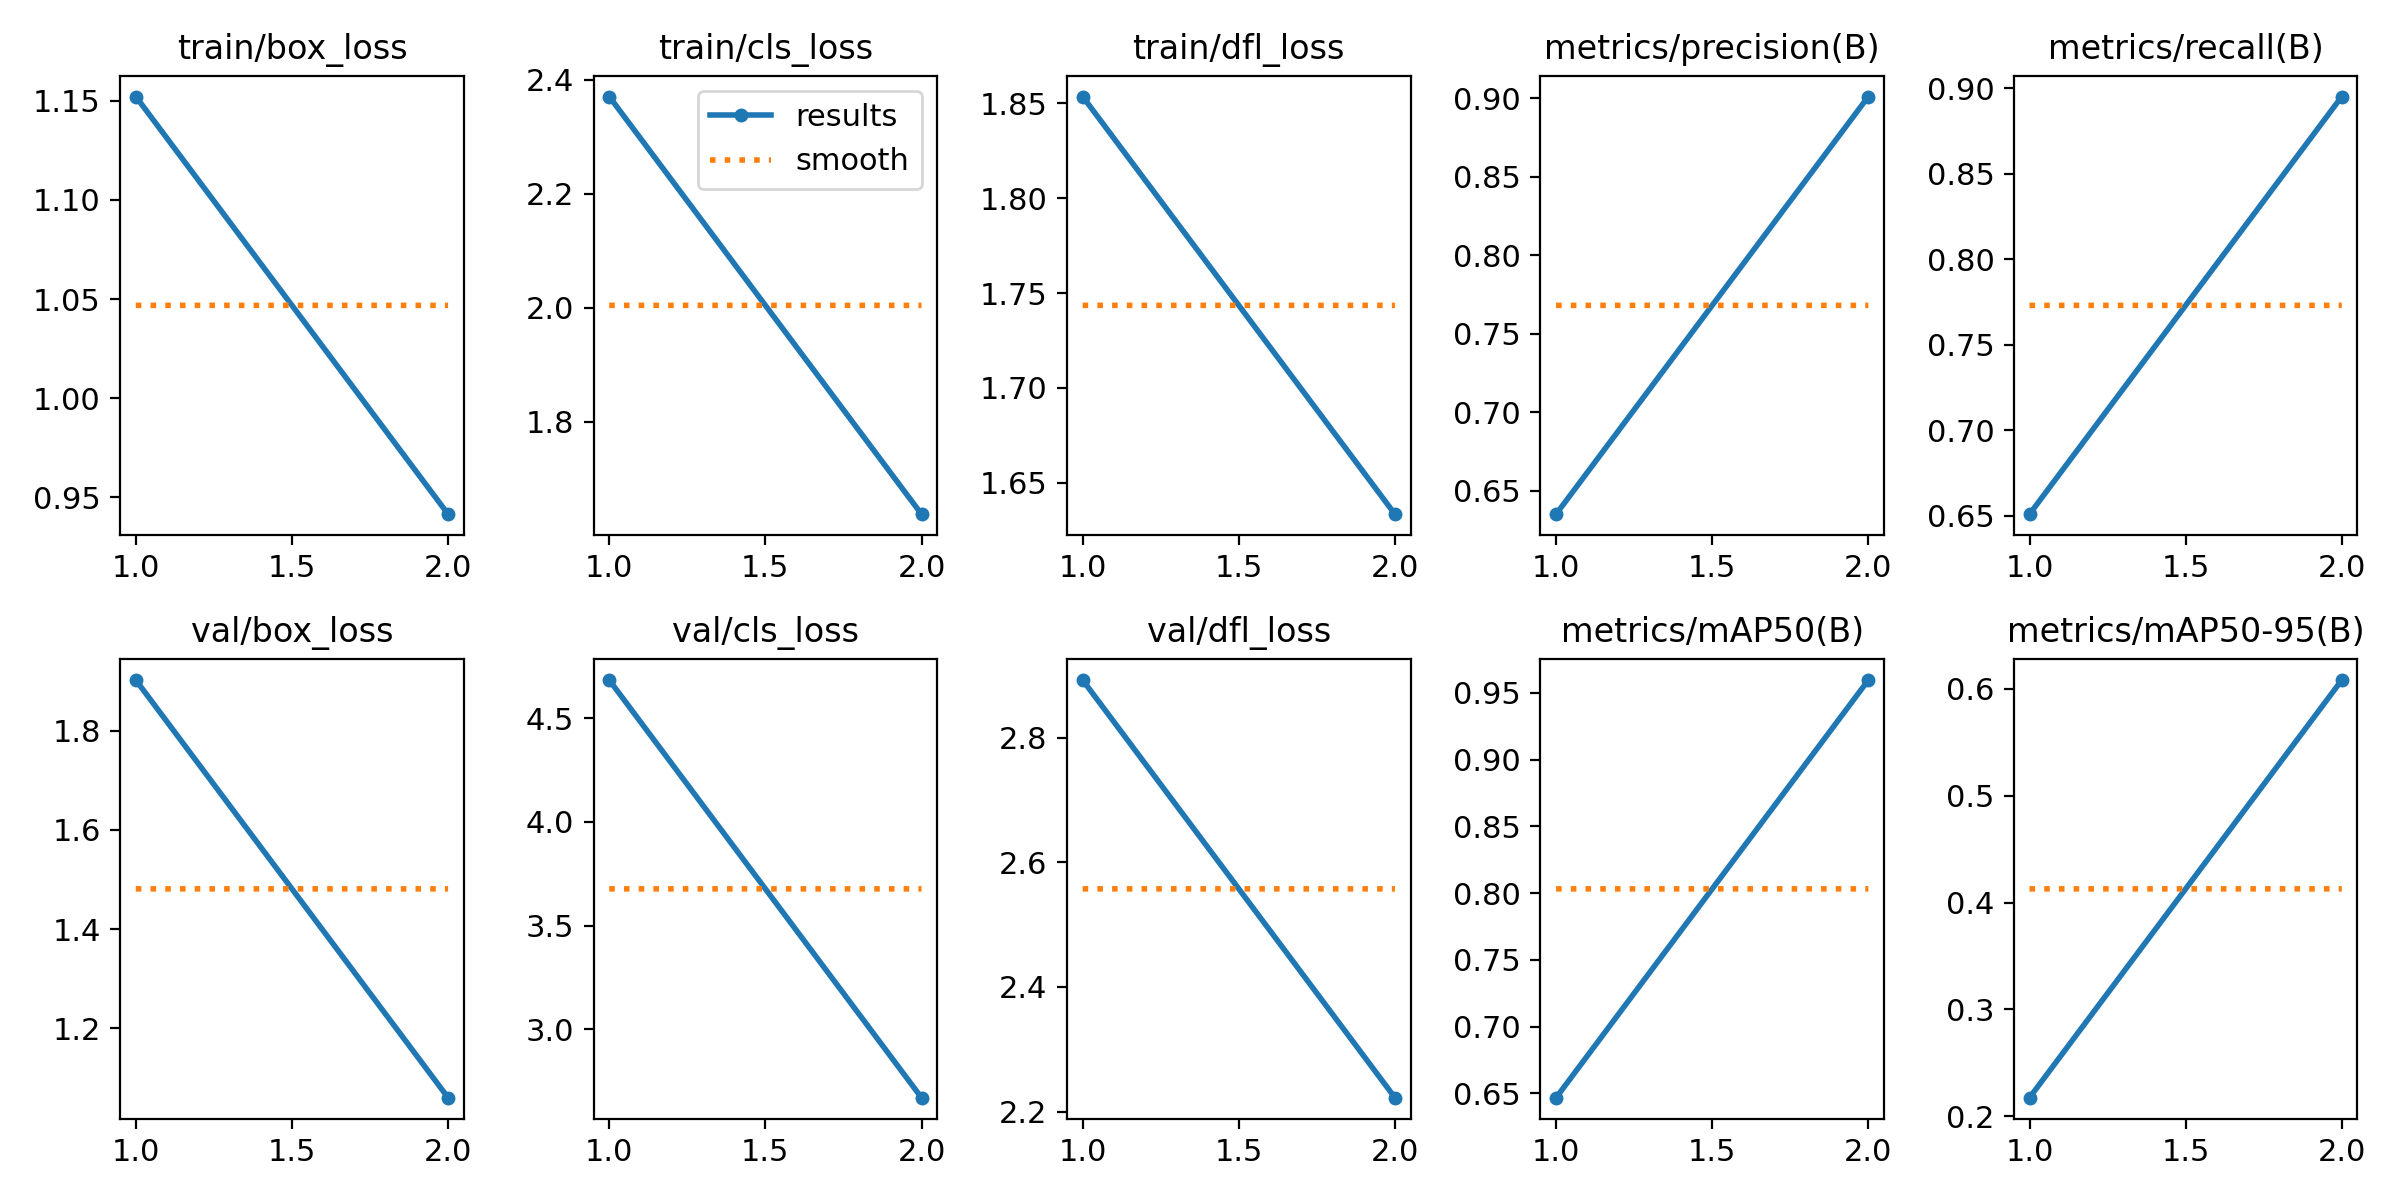 train/box_loss
train/cls_loss
train/dfl_loss
metrics/precision(B)
metrics/recall(B)
1.15
1.10
1.05
1.00
0.95
1.0 1.5 2.0
2.4
2.2
2.0
1.8
1.0 1.5 2.0
results
smooth
1.85
1.80
1.75
1.70
1.65
1.0 1.5 2.0
0.90
0.85
0.80
0.75
0.70
0.65
1.0 1.5 2.0
0.90
0.85
0.80
0.75
0.70
0.65
1.0 1.5 2.0
val/box_loss
val/cls_loss
val/dfl_loss
metrics/mAP50(B)
metrics/mAP50-95(B)
1.8
1.6
1.4
1.2
1.0 1.5 2.0
4.5
4.0
3.5
3.0
1.0 1.5 2.0
2.8
2.6
2.4
2.2
1.0 1.5 2.0
0.95
0.90
0.85
0.80
0.75
0.70
0.65
1.0 1.5 2.0
0.6
0.5
0.4
0.3
0.2
1.0 1.5 2.0